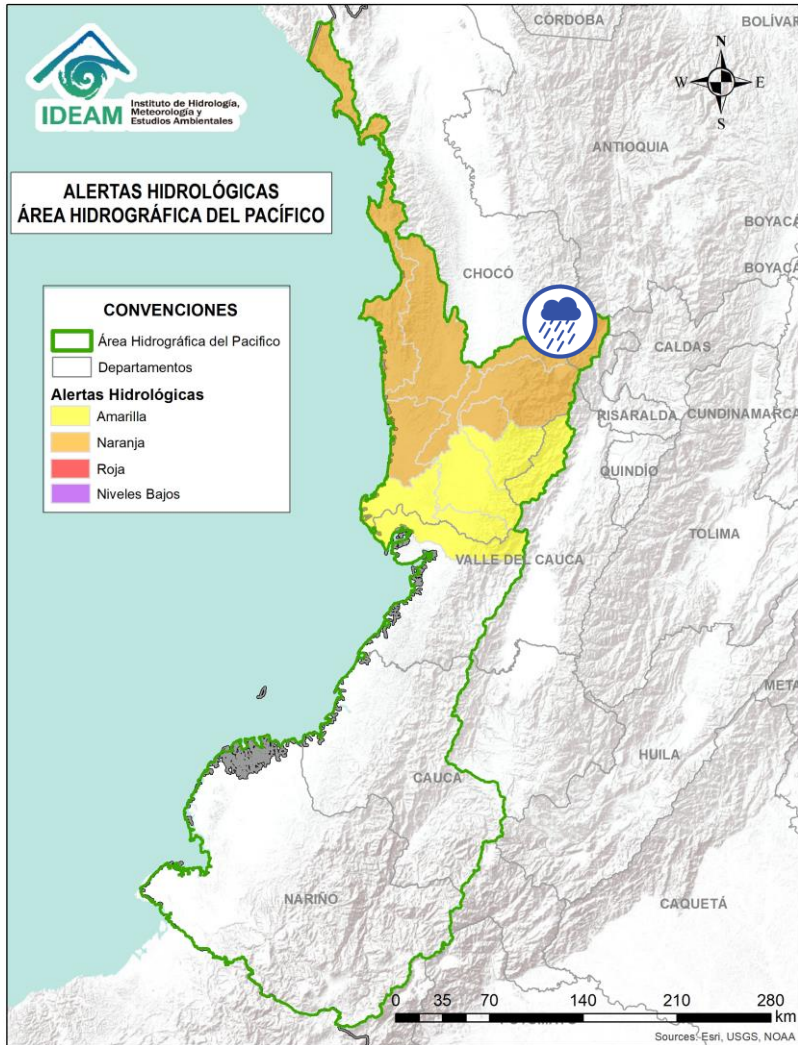 CÓRDOBA
BOLÍVAR
N
W
E
S
IDEAM
Instituto de Hidrología,
Meteorología y
Estudios Ambientales
ANTIOQUIA
ALERTAS HIDROLÓGICAS
ÁREA HIDROGRÁFICA DEL PACÍFICO
BOYACÁ
BOYACÁ
CHOCÓ
CONVENCIONES
Área Hidrográfica del Pacifico
Departamentos
Alertas Hidrológicas
Amarilla
Naranja
Roja
Niveles Bajos
CALDAS
RISARALDA
CUNDINAMARCA
QUINDÍO
TOLIMA
VALLE DEL CAUCA
META
HUILA
CAUCA
NARIÑO
CAQUETÁ
0 35 70 140 210 280
km
Sources: Esri, USGS, NOAA